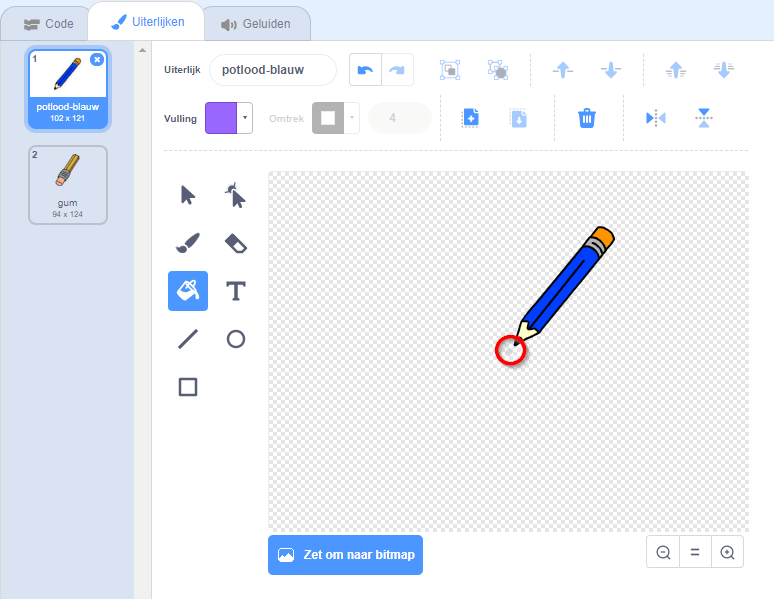 Code
Uiterlijken
Geluiden
1
potlood-blauw
102 x 121
2
gum
94 x 124
Uiterlijk
potlood-blauw
Vulling
Omtrek
4
T
Zet om naar bitmap